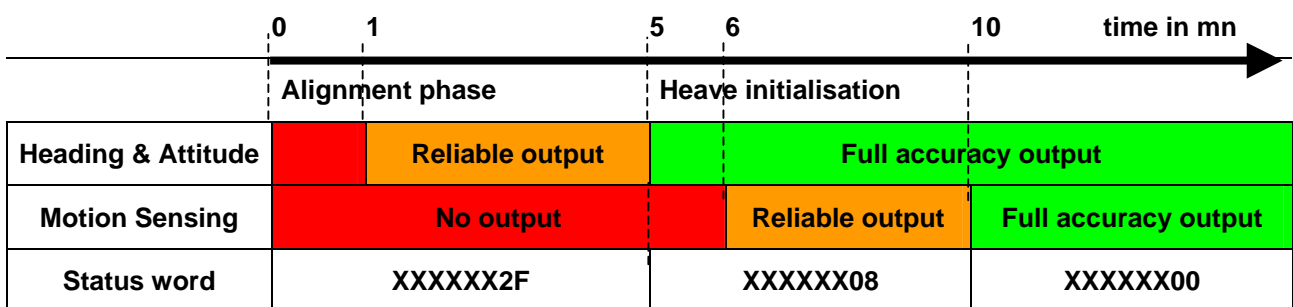 0 1 5 6 10 time in mn
Alignment phase Heave initialisation
Heading & Attitude Reliable output Full accuracy output
Motion Sensing No output Reliable output Full accuracy output
Status word XXXXXX2F XXXXXX08 XXXXXX00